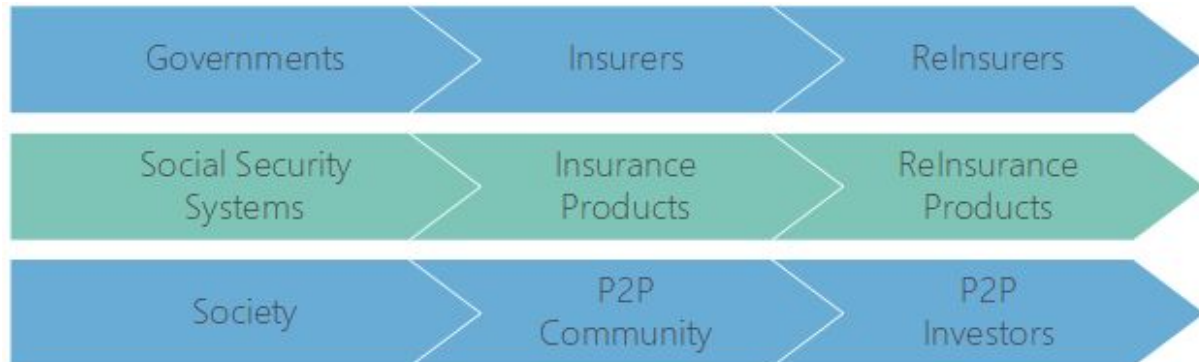 Governments
Insurers
ReInsurers
Social Security
Systems
Insurance
Products
ReInsurance
Products
Society
P2P
Community
P2P
Investors